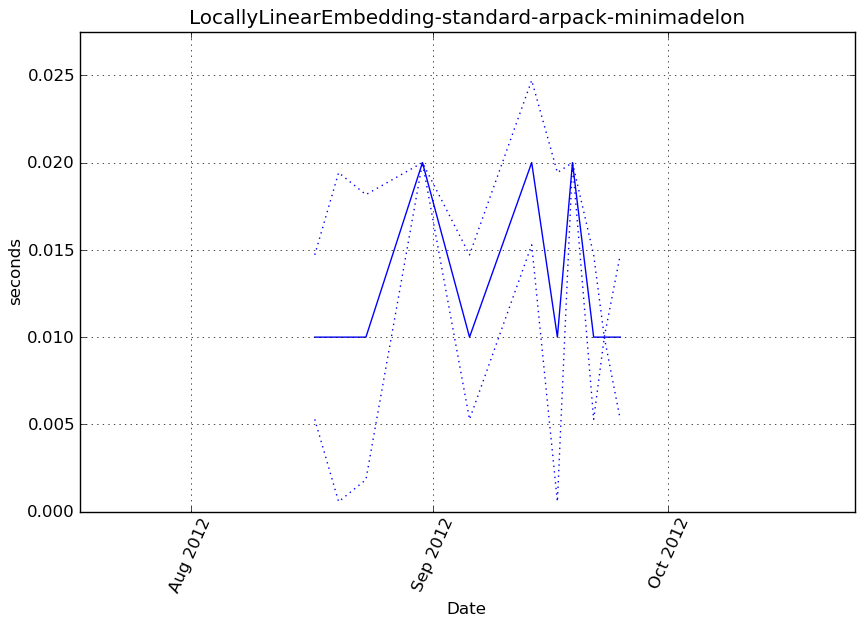 LocallyLinearEmbedding-standard-arpack-minimadelon
0.025
0.020
0.015
0.010
0.005
0.000
seconds
Aug 2012
Sep 2012
Oct 2012
Date